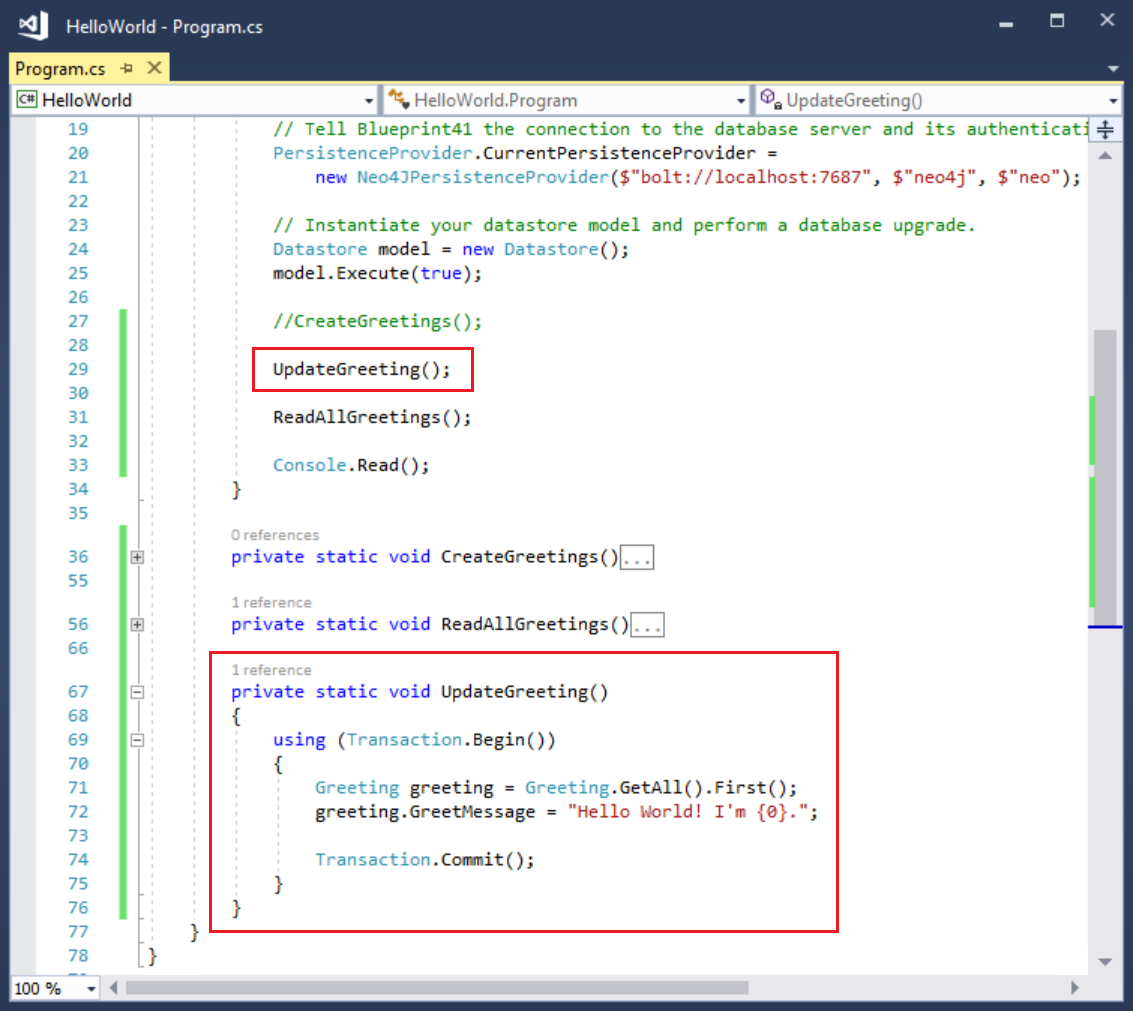 HelloWorld - Program.cs
Program.cs
C# HelloWorld HelloWorld.Program UpdateGreeting()
19 // Tell Blueprint41 the connection to the database server and its authenticati
20 PersistenceProvider.CurrentPersistenceProvider =
21 new Neo4JPersistenceProvider($"bolt://localhost:7687", $"neo4j", $"neo");
22
23 // Instantiate your datastore model and perform a database upgrade.
24 Datastore model = new Datastore();
25 model.Execute(true);
26
27 //CreateGreetings();
28
29 UpdateGreeting();
30
31 ReadAllGreetings();
32
33 Console.Read();
34 }
35
0 references
36 private static void CreateGreetings()...
55
1 reference
56 private static void ReadAllGreetings()...
66
1 reference
67 private static void UpdateGreeting()
68 {
69 using (Transaction.Begin())
70 {
71 Greeting greeting = Greeting.GetAll().First();
72 greeting.GreetMessage = "Hello World! I'm {0}.";
73
74 Transaction.Commit();
75 }
76 }
77 }
78 }
100 %